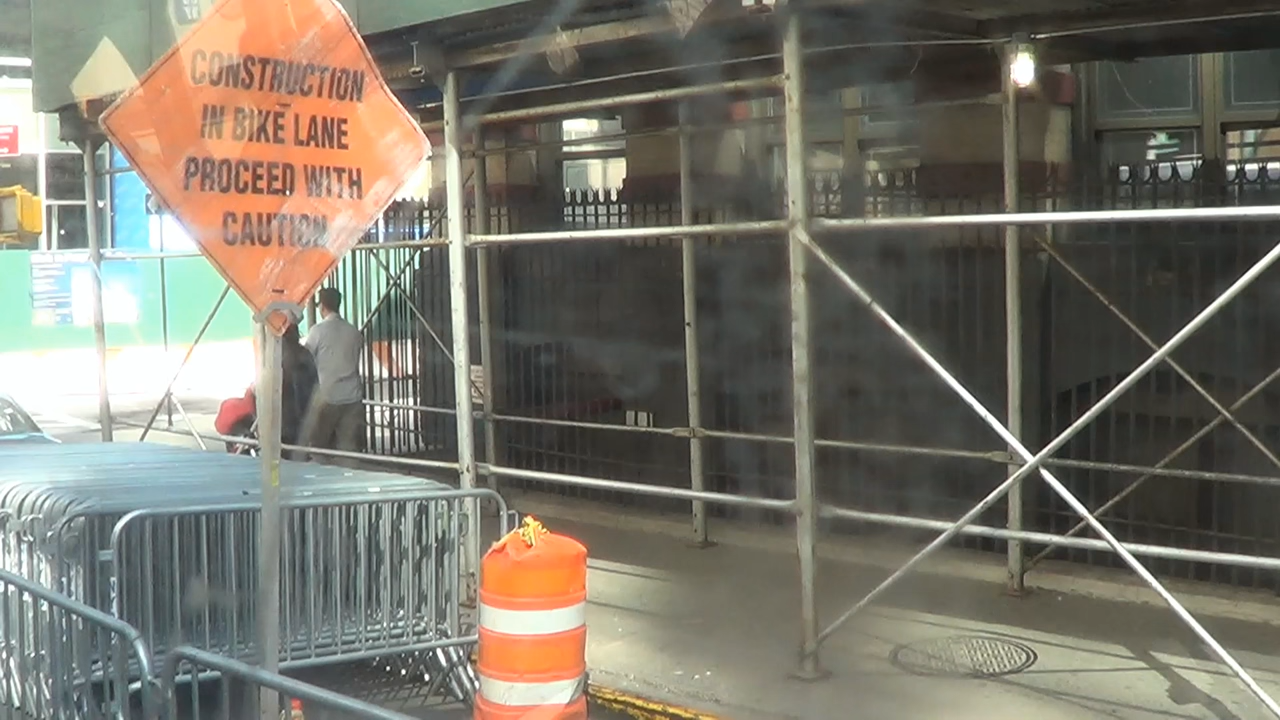 CONSTRUCTION
IN BIKE LANE
PROCEED WITH
CAUTION